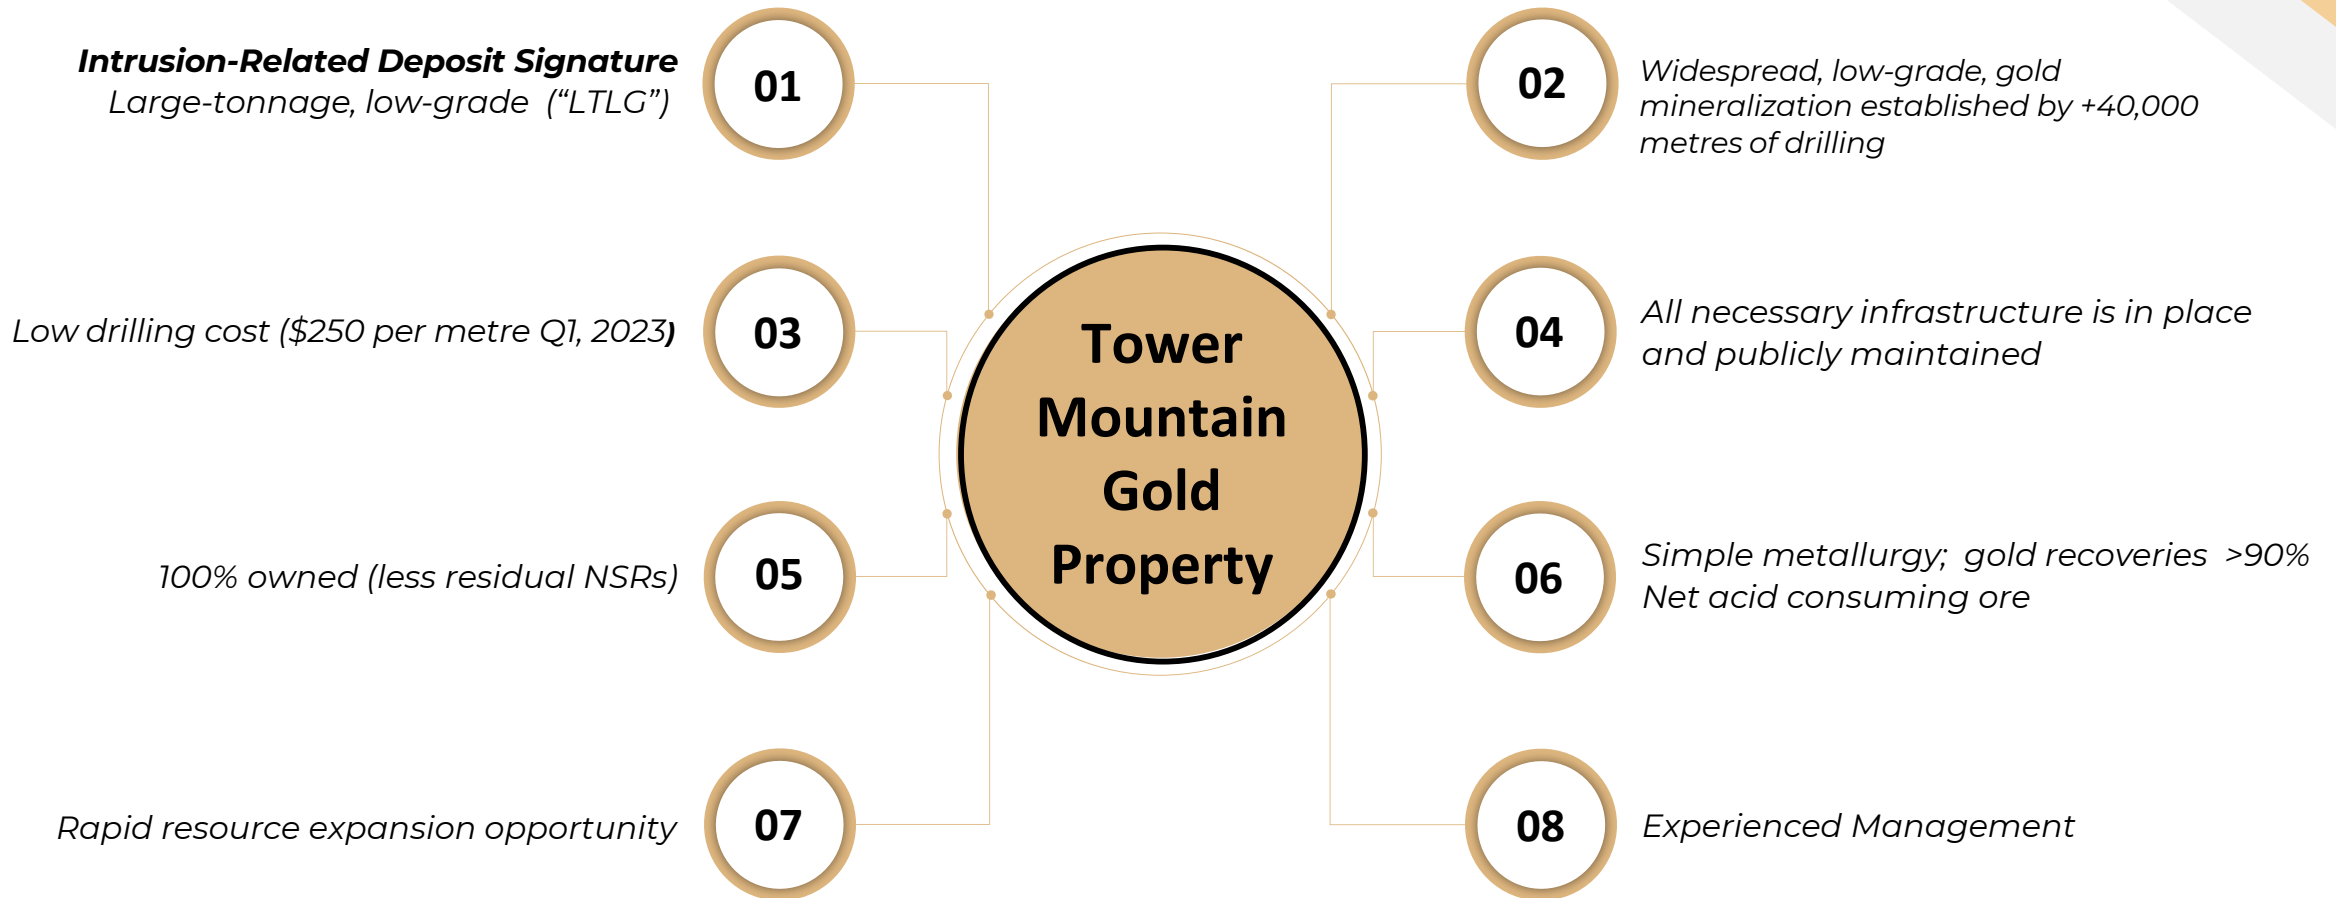 Intrusion-Related Deposit Signature
Large-tonnage, low-grade (“LTLG”)
01
02
Widespread, low-grade, gold
mineralization established by +40,000
metres of drilling
Low drilling cost ($250 per metre Q1, 2023)
03
04
All necessary infrastructure is in place
and publicly maintained
Tower
Mountain
Gold
Property
100% owned (less residual NSRs)
05
06
Simple metallurgy; gold recoveries >90%
Net acid consuming ore
Rapid resource expansion opportunity
07
08
Experienced Management